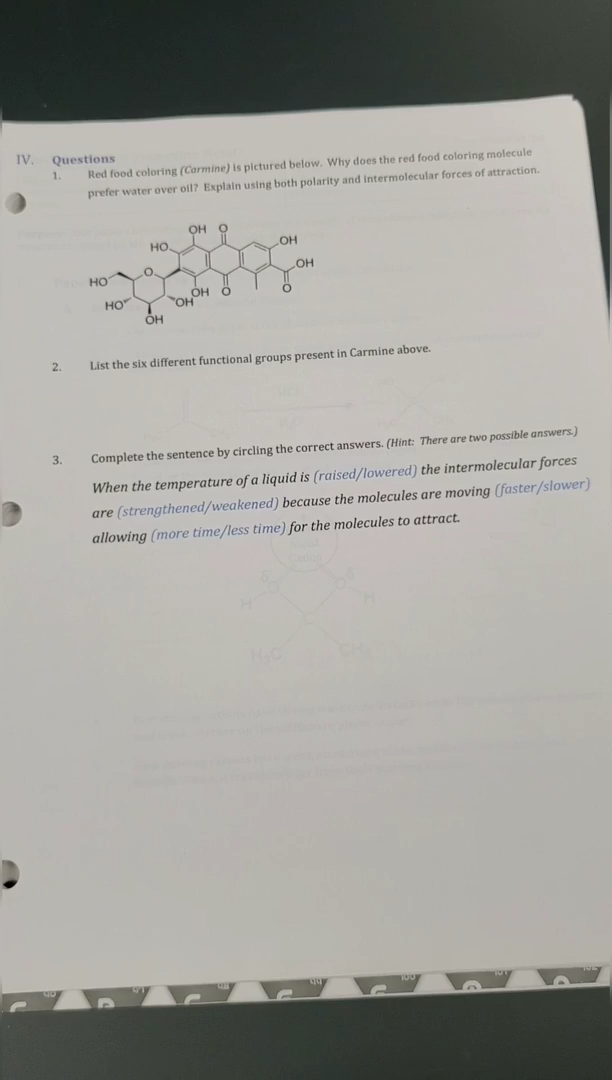 IV. Questions
1. Red food coloring (Carmine) is pictured below. Why does the red food coloring molecule
prefer water over oil? Explain using both polarity and intermolecular forces of attraction.
OH O
HO OH
OH
HO O
OH O O
HO OH
OH
2. List the six different functional groups present in Carmine above.
3. Complete the sentence by circling the correct answers. (Hint: There are two possible answers.)
When the temperature of a liquid is (raised/lowered) the intermolecular forces
are (strengthened/weakened) because the molecules are moving (faster/slower)
allowing (more time/less time) for the molecules to attract.
H H
H₃C CH₃